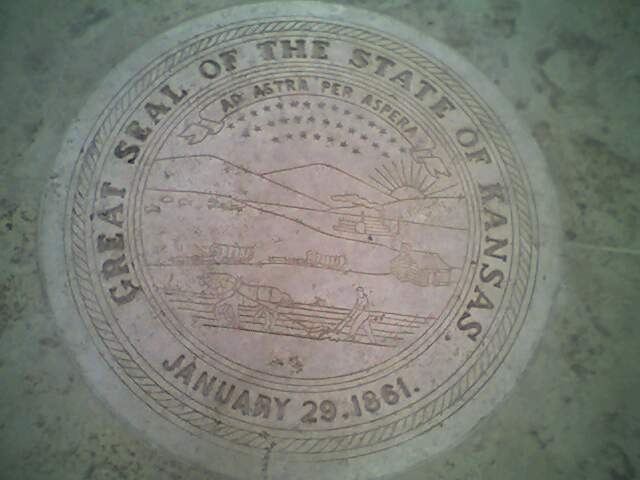 GREAT SEAL OF THE STATE OF KANSAS.
AD ASTRA PER ASPERA
JANUARY 29. 1861.